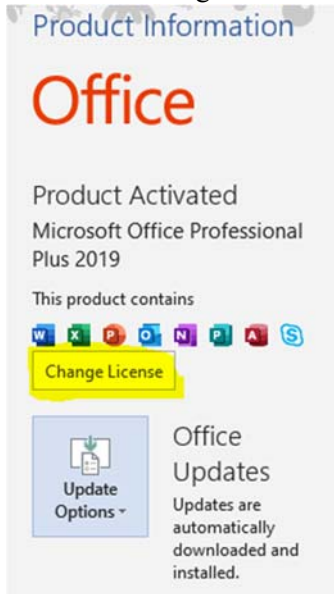 Product Information
Office
Product Activated
Microsoft Office Professional
Plus 2019
This product contains
W X P O N P A S
Change License
Update
Options
Office
Updates
Updates are
automatically
downloaded and
installed.